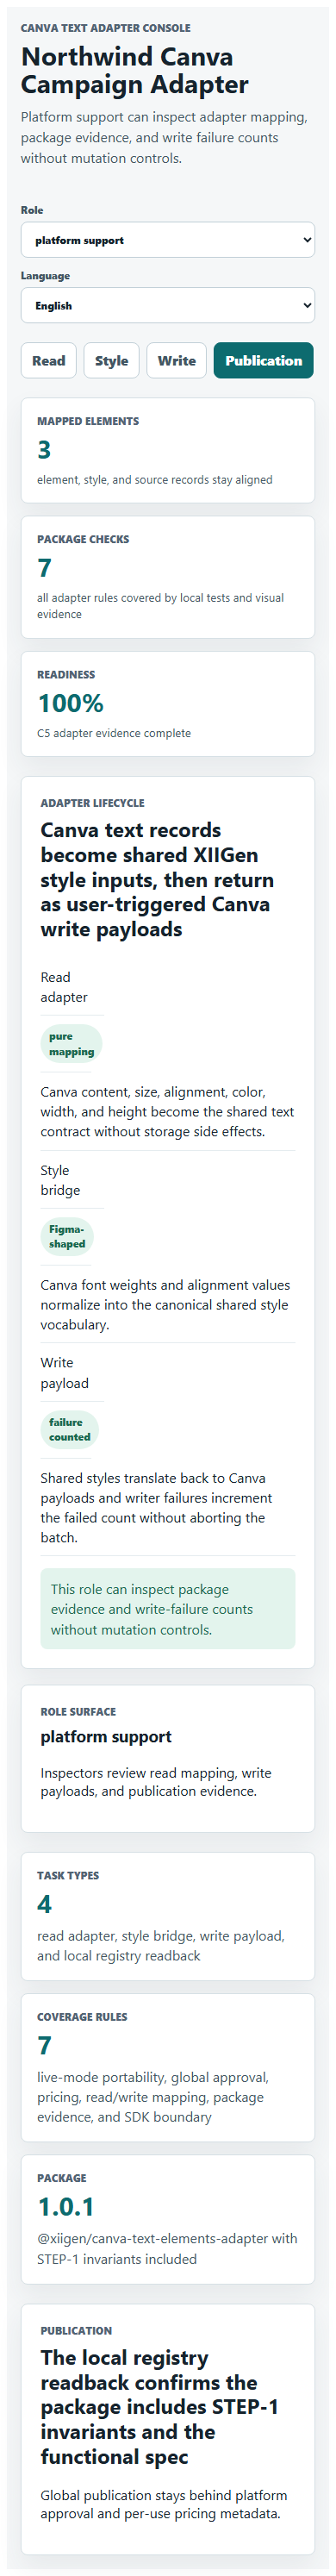 CANVA TEXT ADAPTER CONSOLE
Northwind Canva
Campaign Adapter
Platform support can inspect adapter mapping,
package evidence, and write failure counts
without mutation controls.
Role
platform support
Language
English
Read Style Write Publication
MAPPED ELEMENTS
3
element, style, and source records stay aligned
PACKAGE CHECKS
7
all adapter rules covered by local tests and visual
evidence
READINESS
100%
C5 adapter evidence complete
ADAPTER LIFECYCLE
Canva text records
become shared XIIGen
style inputs, then return
as user-triggered Canva
write payloads
Read
adapter
pure
mapping
Canva content, size, alignment, color,
width, and height become the shared text
contract without storage side effects.
Style
bridge
Figma-
shaped
Canva font weights and alignment values
normalize into the canonical shared style
vocabulary.
Write
payload
failure
counted
Shared styles translate back to Canva
payloads and writer failures increment
the failed count without aborting the
batch.
This role can inspect package
evidence and write-failure counts
without mutation controls.
ROLE SURFACE
platform support
Inspectors review read mapping, write
payloads, and publication evidence.
TASK TYPES
4
read adapter, style bridge, write payload,
and local registry readback
COVERAGE RULES
7
live-mode portability, global approval,
pricing, read/write mapping, package
evidence, and SDK boundary
PACKAGE
1.0.1
@xiigen/canva-text-elements-adapter with
STEP-1 invariants included
PUBLICATION
The local registry
readback confirms the
package includes STEP-1
invariants and the
functional spec
Global publication stays behind platform
approval and per-use pricing metadata.